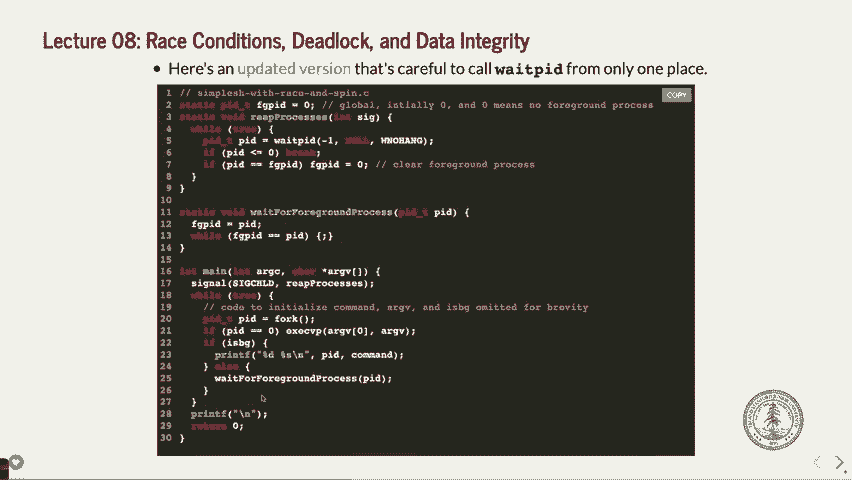 Lecture 08: Race Conditions, Deadlock, and Data Integrity
• Here's an updated version that's careful to call waitpid from only one place.
COPY
1 // simplesh-with-race-and-spin.c
2 static pid_t fgpid = 0; // global, intially 0, and 0 means no foreground process
3 static void reapProcesses(int sig) {
4 while (true) {
5 pid_t pid = waitpid(-1, NULL, WNOHANG);
6 if (pid <= 0) break;
7 if (pid == fgpid) fgpid = 0; // clear foreground process
8 }
9 }
10
11 static void waitForForegroundProcess(pid_t pid) {
12 fgpid = pid;
13 while (fgpid == pid) {;}
14 }
15
16 int main(int argc, char *argv[]) {
17 signal(SIGCHLD, reapProcesses);
18 while (true) {
19 // code to initialize command, argv, and isbg omitted for brevity
20 pid_t pid = fork();
21 if (pid == 0) execvp(argv[0], argv);
22 if (isbg) {
23 printf("%d %s\n", pid, command);
24 } else {
25 waitForForegroundProcess(pid);
26 }
27 }
28 printf("\n");
29 return 0;
30 }